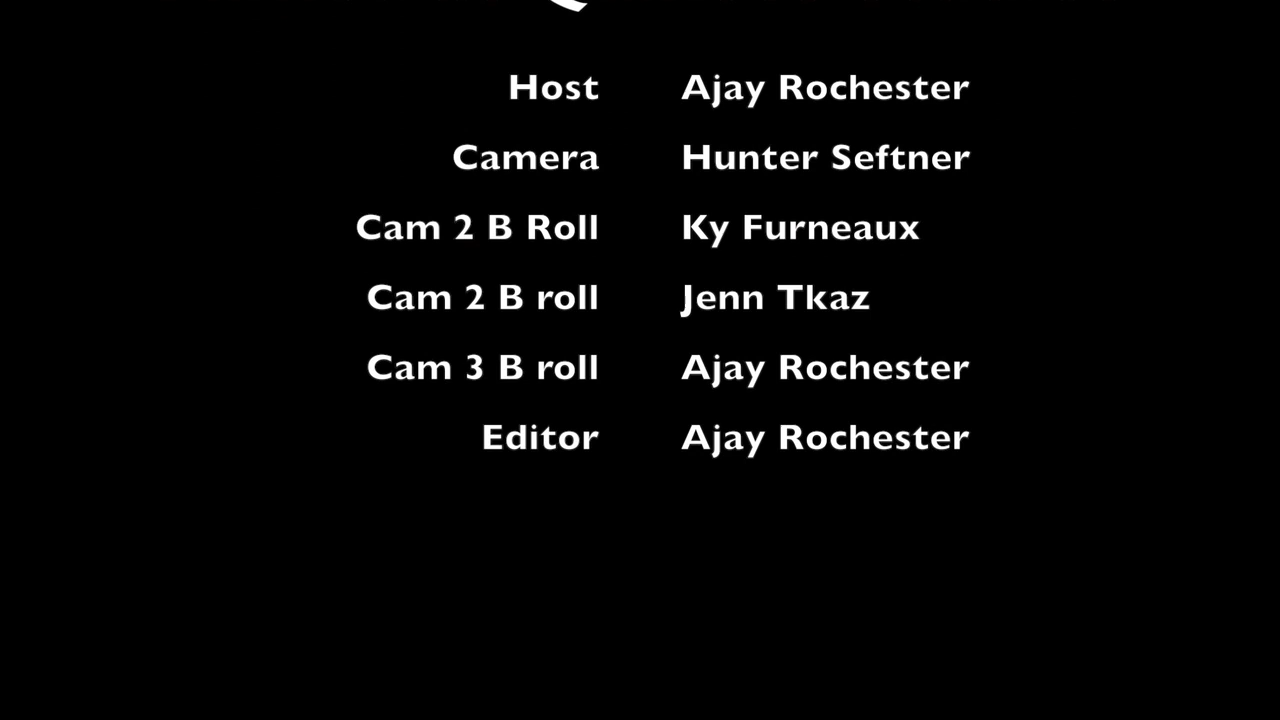 Host Ajay Rochester
Camera Hunter Seftner
Cam 2 B Roll Ky Furneaux
Cam 2 B roll Jenn Tkaz
Cam 3 B roll Ajay Rochester
Editor Ajay Rochester